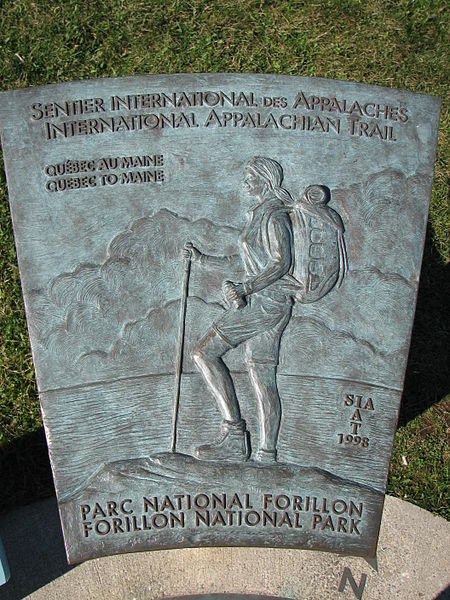 SENTIER INTERNATIONAL DES APPALACHES
INTERNATIONAL APPALACHIAN TRAIL
QUÉBEC AU MAINE
QUEBEC TO MAINE
SIA
A
T
1998
PARC NATIONAL FORILLON
FORILLON NATIONAL PARK
N